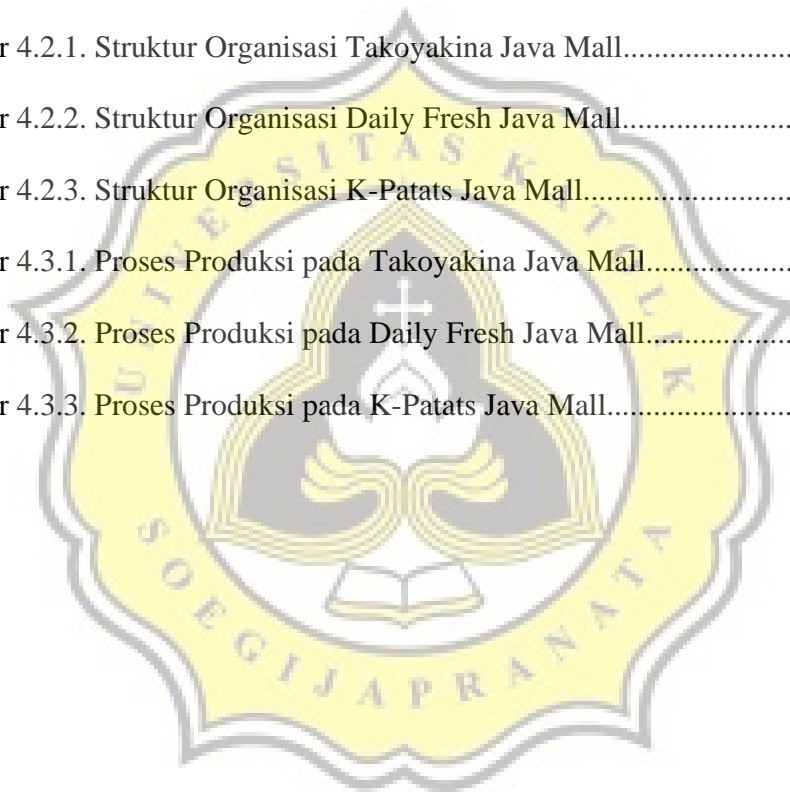 r 4.2.1. Struktur Organisasi Takoyakina Java Mall.....................
r 4.2.2. Struktur Organisasi Daily Fresh Java Mall.....................
r 4.2.3. Struktur Organisasi K-Patats Java Mall..........................
r 4.3.1. Proses Produksi pada Takoyakina Java Mall..................
r 4.3.2. Proses Produksi pada Daily Fresh Java Mall..................
r 4.3.3. Proses Produksi pada K-Patats Java Mall.......................
UNIVERSITAS KATOLIK
SOEGIJAPRANATA